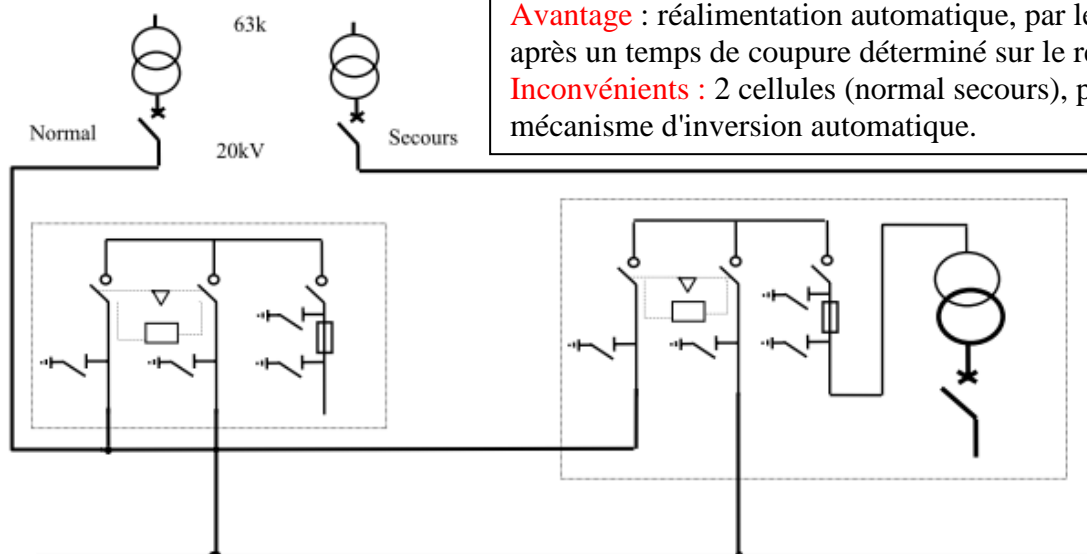 63k
Avantage : réalimentation automatique, par le
après un temps de coupure déterminé sur le
Inconvénients : 2 cellules (normal secours),
mécanisme d'inversion automatique.
Normal
Secours
20kV